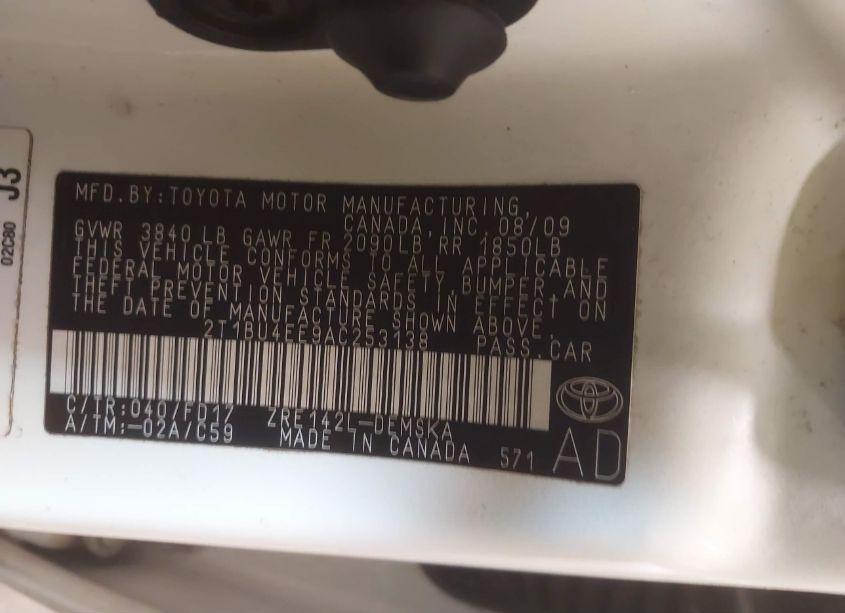 MFD.BY:TOYOTA MOTOR MANUFACTURING,
CANADA,INC. 08/09
GVWR 3840 LB GAWR FR 2090LB RR 1850LB
THIS VEHICLE CONFORMS TO ALL APPLICABLE
FEDERAL MOTOR VEHICLE SAFETY,BUMPER,AND
THEFT PREVENTION STANDARDS IN EFFECT ON
THE DATE OF MANUFACTURE SHOWN ABOVE.
2T1BU4EE9AC253138 PASS.CAR
C/TR:040/FD17 ZRE142L-DEMSKA
A/TM:-02A/C59 MADE IN CANADA 571 AD
02C80 J3